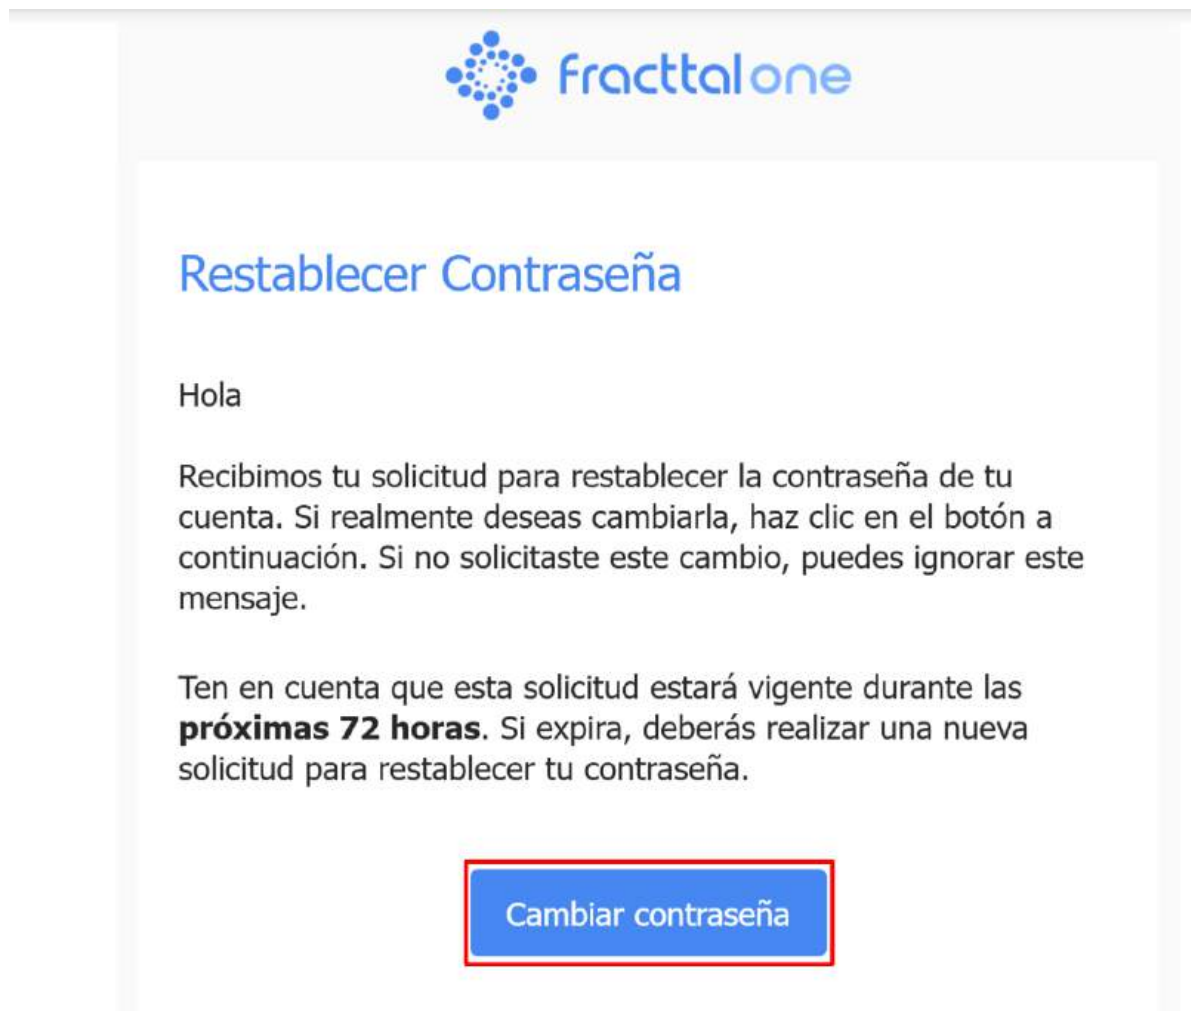 fracttal one
Restablecer Contraseña
Hola
Recibimos tu solicitud para restablecer la contraseña de tu
cuenta. Si realmente deseas cambiarla, haz clic en el botón a
continuación. Si no solicitaste este cambio, puedes ignorar este
mensaje.
Ten en cuenta que esta solicitud estará vigente durante las
próximas 72 horas. Si expira, deberás realizar una nueva
solicitud para restablecer tu contraseña.
Cambiar contraseña